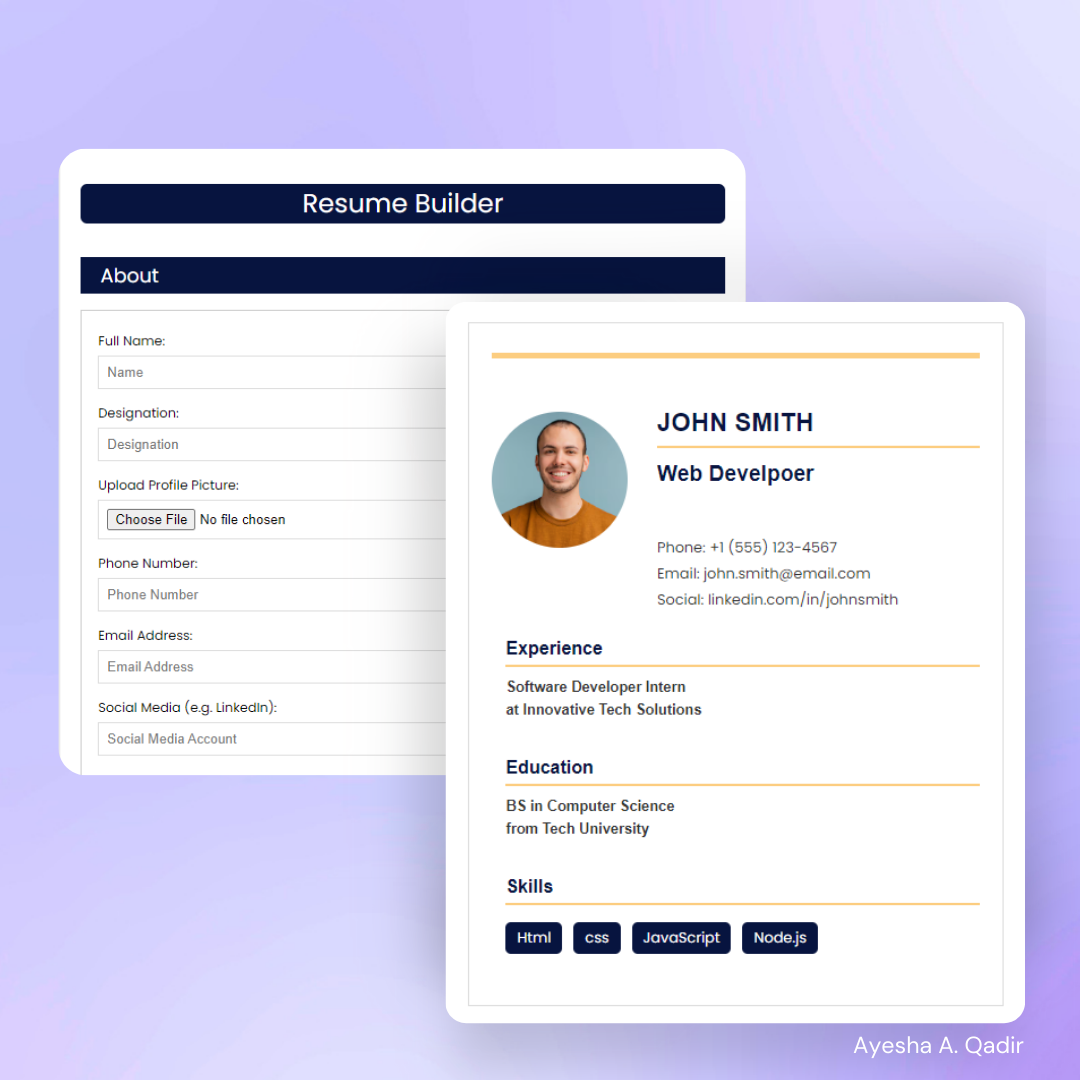 Resume Builder
About
Full Name:
Name
Designation:
Designation
Upload Profile Picture:
Choose File No file chosen
Phone Number:
Phone Number
Email Address:
Email Address
Social Media (e.g. LinkedIn):
Social Media Account
JOHN SMITH
Web Develpoer
Phone: +1 (555) 123-4567
Email: john.smith@email.com
Social: linkedin.com/in/johnsmith
Experience
Software Developer Intern
at Innovative Tech Solutions
Education
BS in Computer Science
from Tech University
Skills
Html css JavaScript Node.js
Ayesha A. Qadir